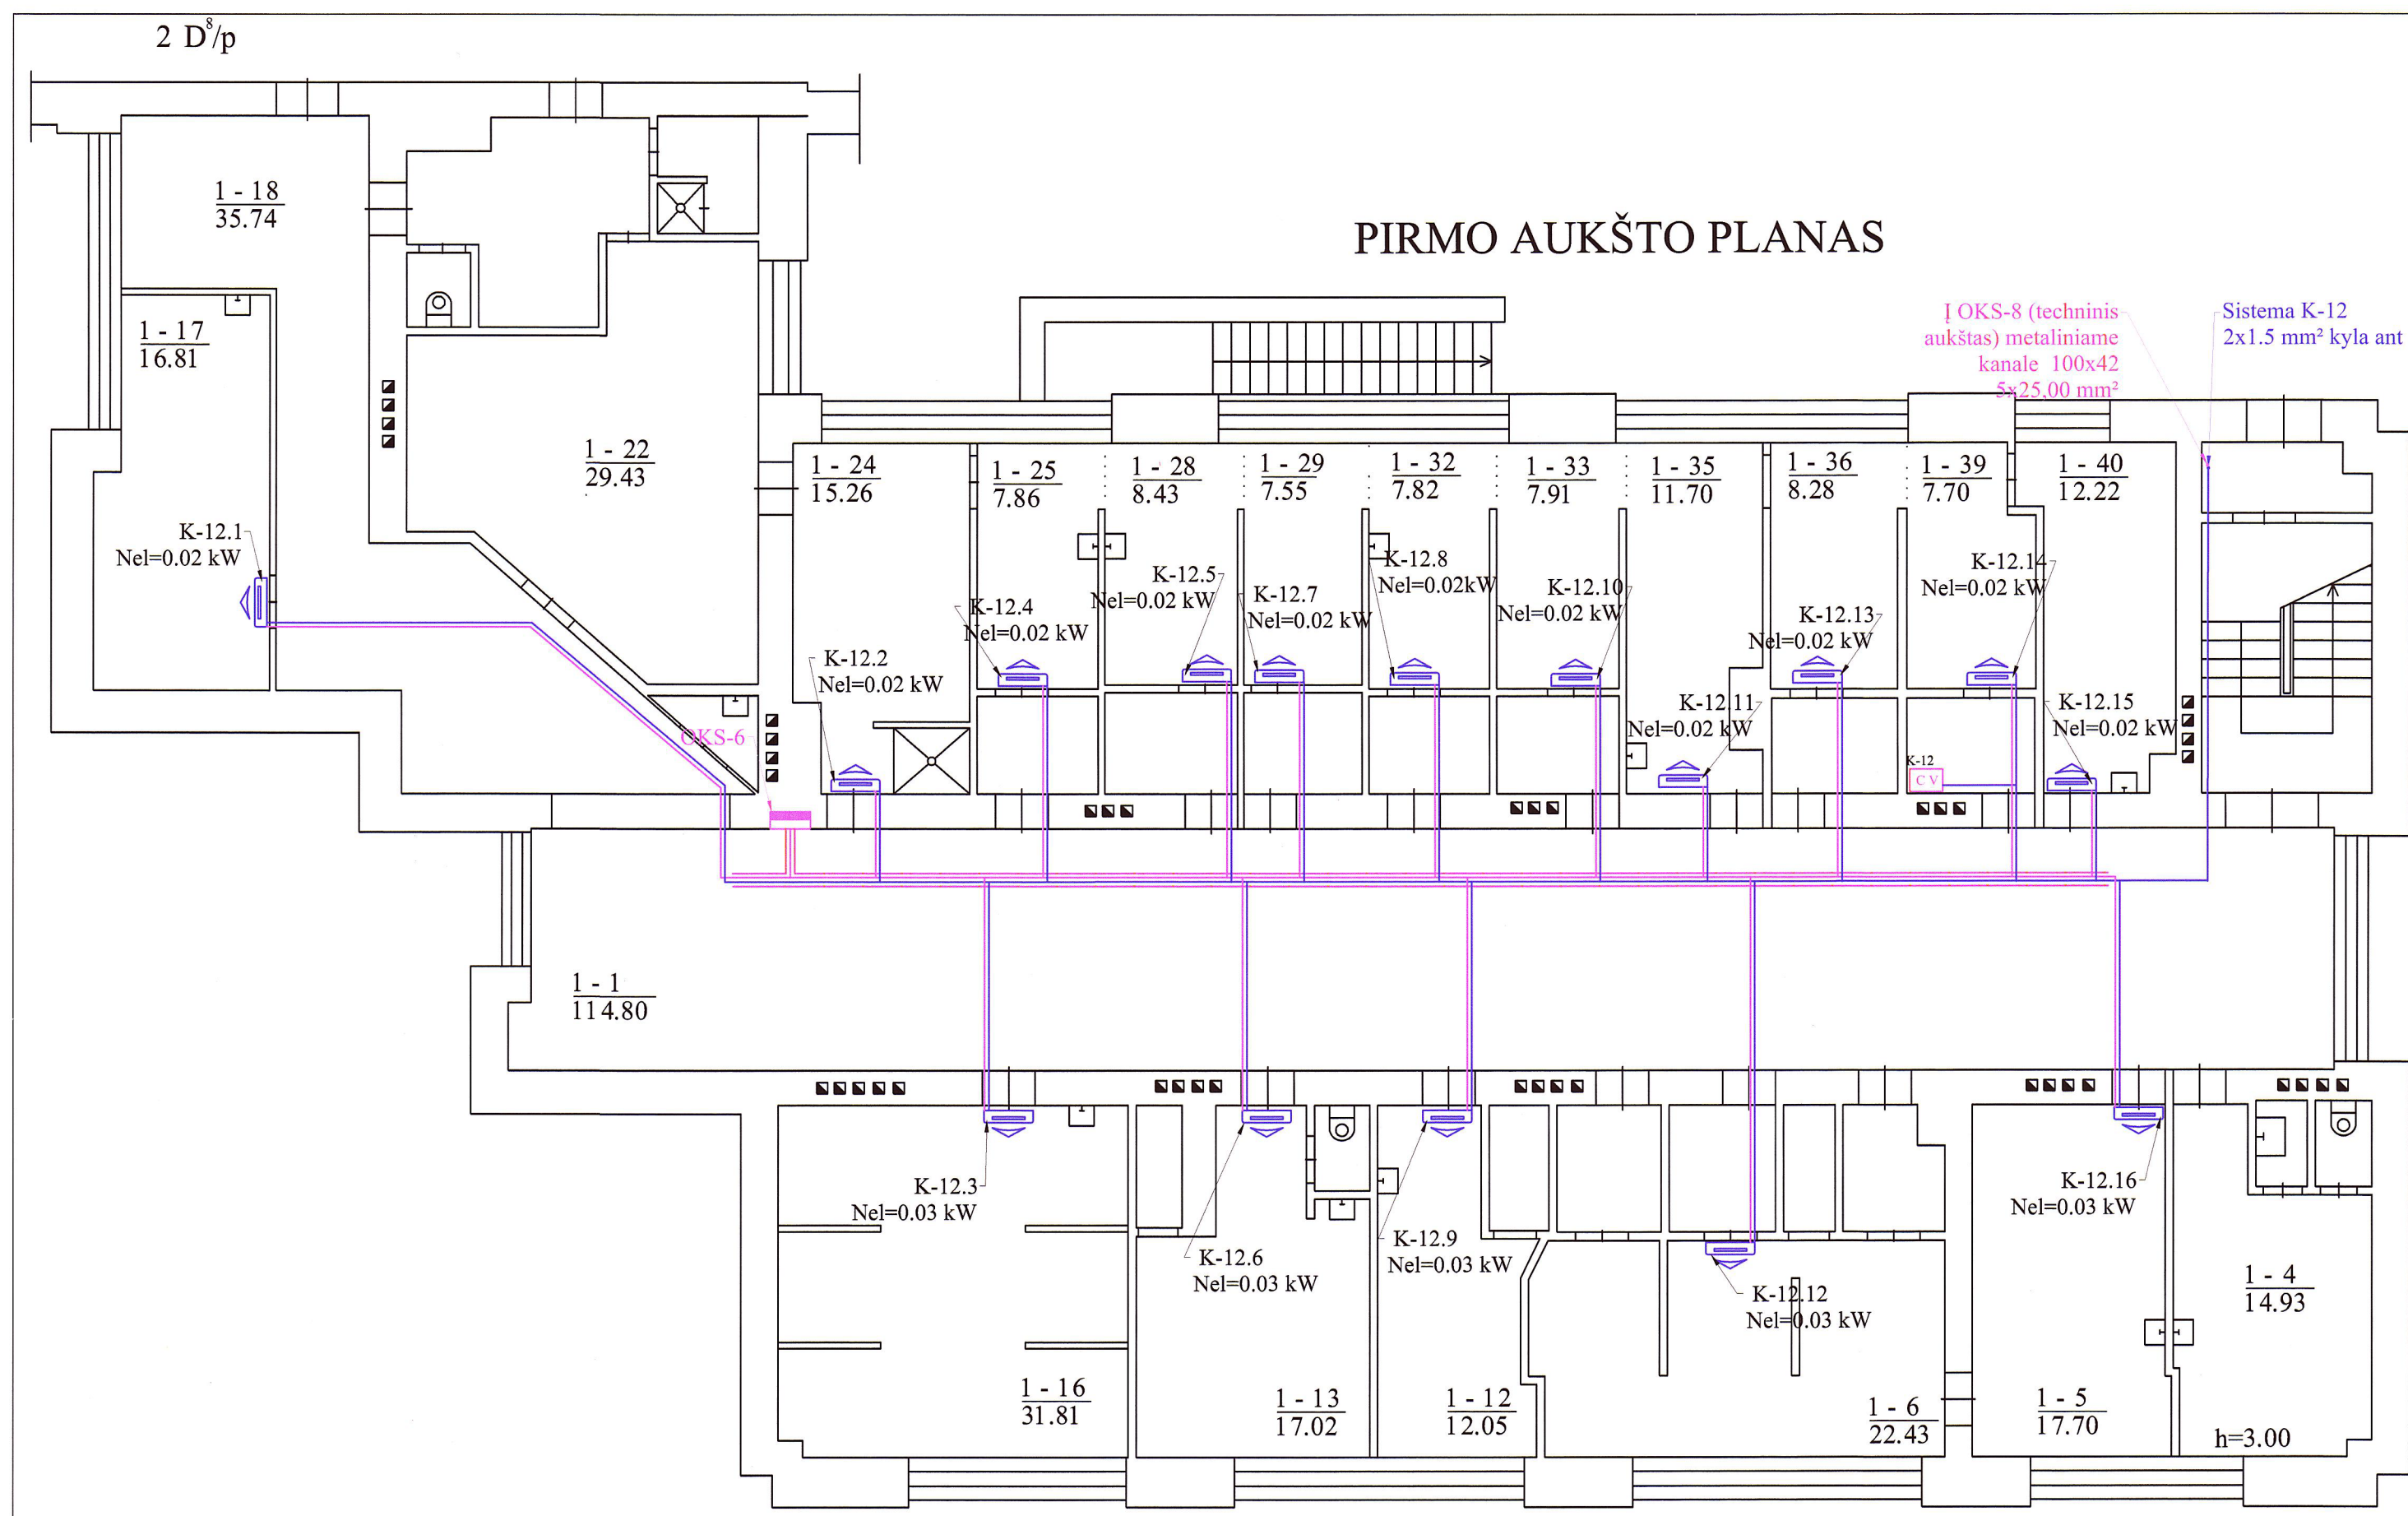 2 D⁸/p
PIRMO AUKŠTO PLANAS
1 - 18
35.74
1 - 17
16.81
Į OKS-8 (techninis
aukštas) metaliniame
kanale 100x42
5x25,00 mm²
Sistema K-12
2x1.5 mm² kyla ant
1 - 22
29.43
1 - 24
15.26
1 - 25
7.86
1 - 28
8.43
1 - 29
7.55
1 - 32
7.82
1 - 33
7.91
1 - 35
11.70
1 - 36
8.28
1 - 39
7.70
1 - 40
12.22
K-12.1
Nel=0.02 kW
K-12.2
Nel=0.02 kW
K-12.4
Nel=0.02 kW
K-12.5
Nel=0.02 kW
K-12.7
Nel=0.02 kW
K-12.8
Nel=0.02kW
K-12.10
Nel=0.02 kW
K-12.11
Nel=0.02 kW
K-12.13
Nel=0.02 kW
K-12.14
Nel=0.02 kW
K-12.15
Nel=0.02 kW
OKS-6
K-12
C V
1 - 1
114.80
K-12.3
Nel=0.03 kW
K-12.6
Nel=0.03 kW
K-12.9
Nel=0.03 kW
K-12.12
Nel=0.03 kW
K-12.16
Nel=0.03 kW
1 - 16
31.81
1 - 13
17.02
1 - 12
12.05
1 - 6
22.43
1 - 5
17.70
1 - 4
14.93
h=3.00